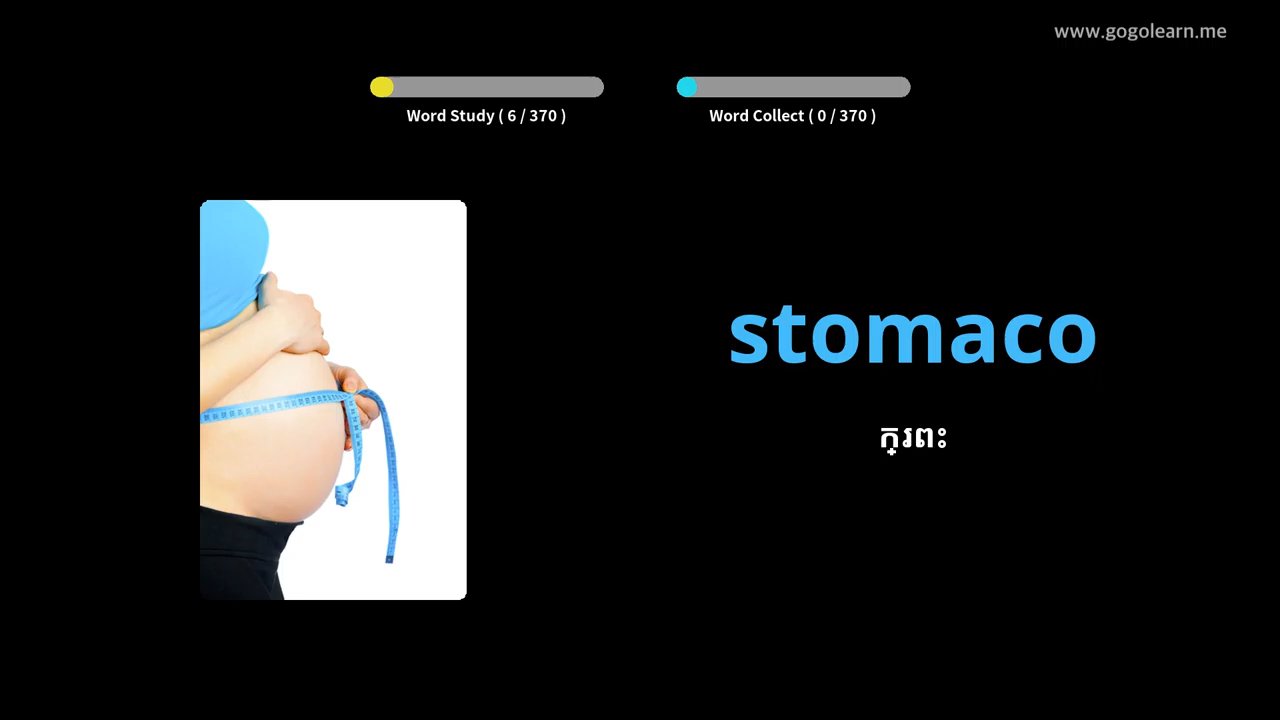 www.gogolearn.me
Word Study ( 6 / 370 )
Word Collect ( 0 / 370 )
stomaco
ក្រពះ